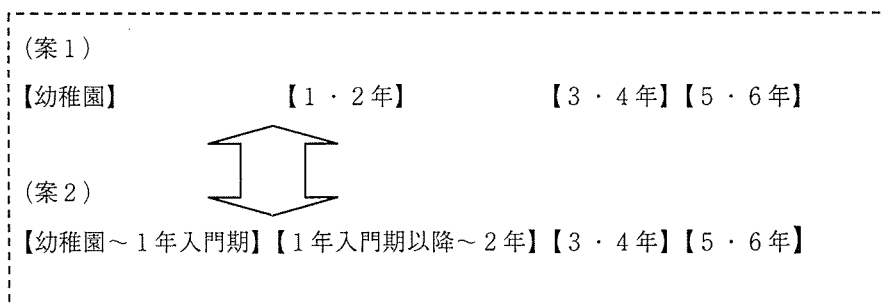 (案1)
【幼稚園】 【1・2年】 【3・4年】【5・6年】
(案2)
【幼稚園~1年入門期】【1年入門期以降~2年】【3・4年】【5・6年】